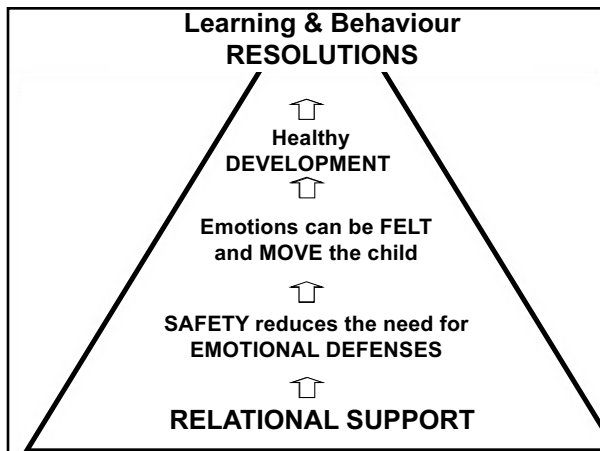 Learning & Behaviour
RESOLUTIONS
Healthy
DEVELOPMENT
Emotions can be FELT
and MOVE the child
SAFETY reduces the need for
EMOTIONAL DEFENSES
RELATIONAL SUPPORT